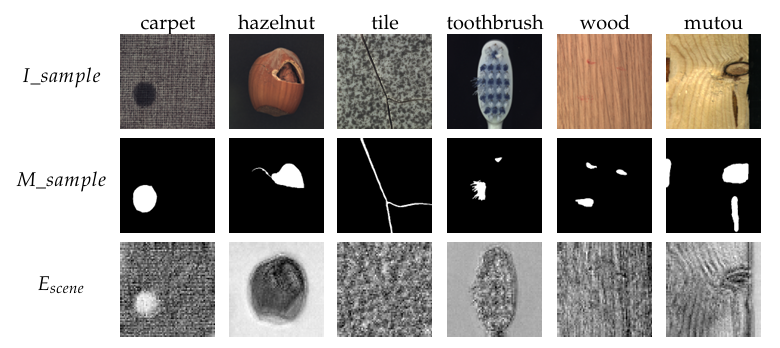 carpet hazelnut tile toothbrush wood mutou
I_sample
M_sample
E_scene